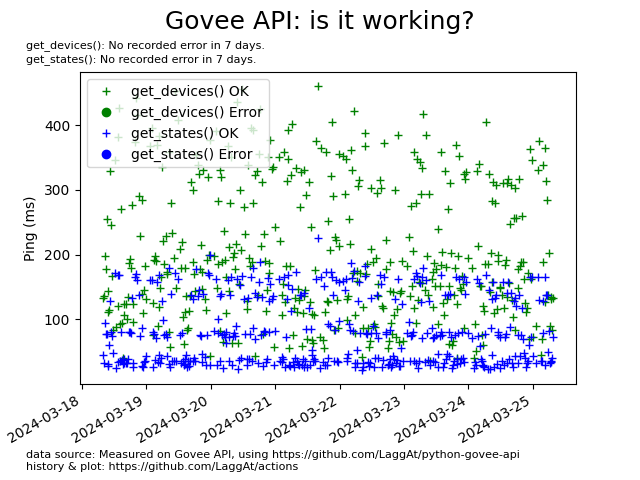 Govee API: is it working?
get_devices(): No recorded error in 7 days.
get_states(): No recorded error in 7 days.
get_devices() OK
get_devices() Error
get_states() OK
get_states() Error
Ping (ms)
400
300
200
100
2024-03-18
2024-03-19
2024-03-20
2024-03-21
2024-03-22
2024-03-23
2024-03-24
2024-03-25
data source: Measured on Govee API, using https://github.com/LaggAt/python-govee-api
history & plot: https://github.com/LaggAt/actions